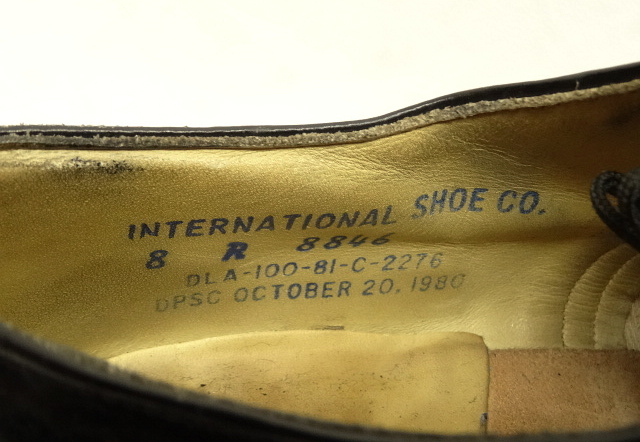 INTERNATIONAL SHOE CO.
8 R 8846
DLA-100-81-C-2276
DPSC OCTOBER 20, 1980